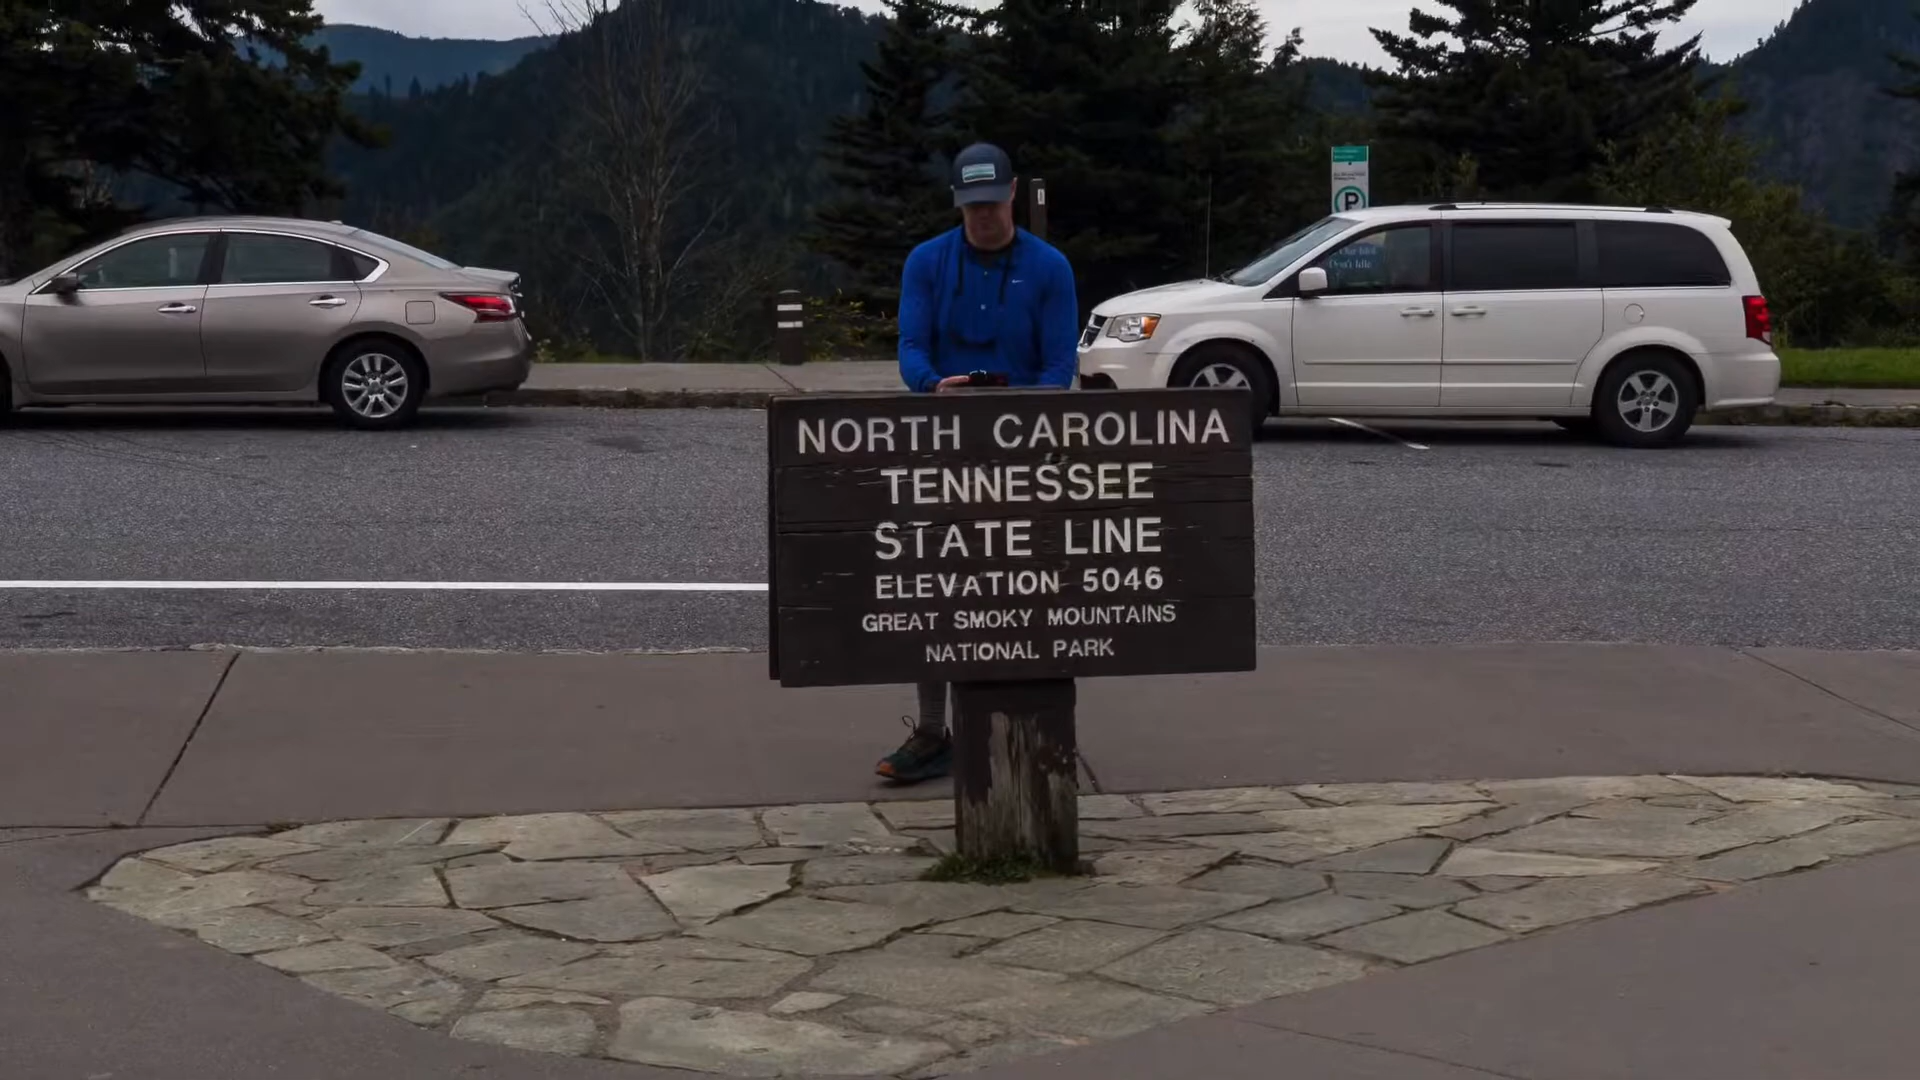 P
NORTH CAROLINA
TENNESSEE
STATE LINE
ELEVATION 5046
GREAT SMOKY MOUNTAINS
NATIONAL PARK